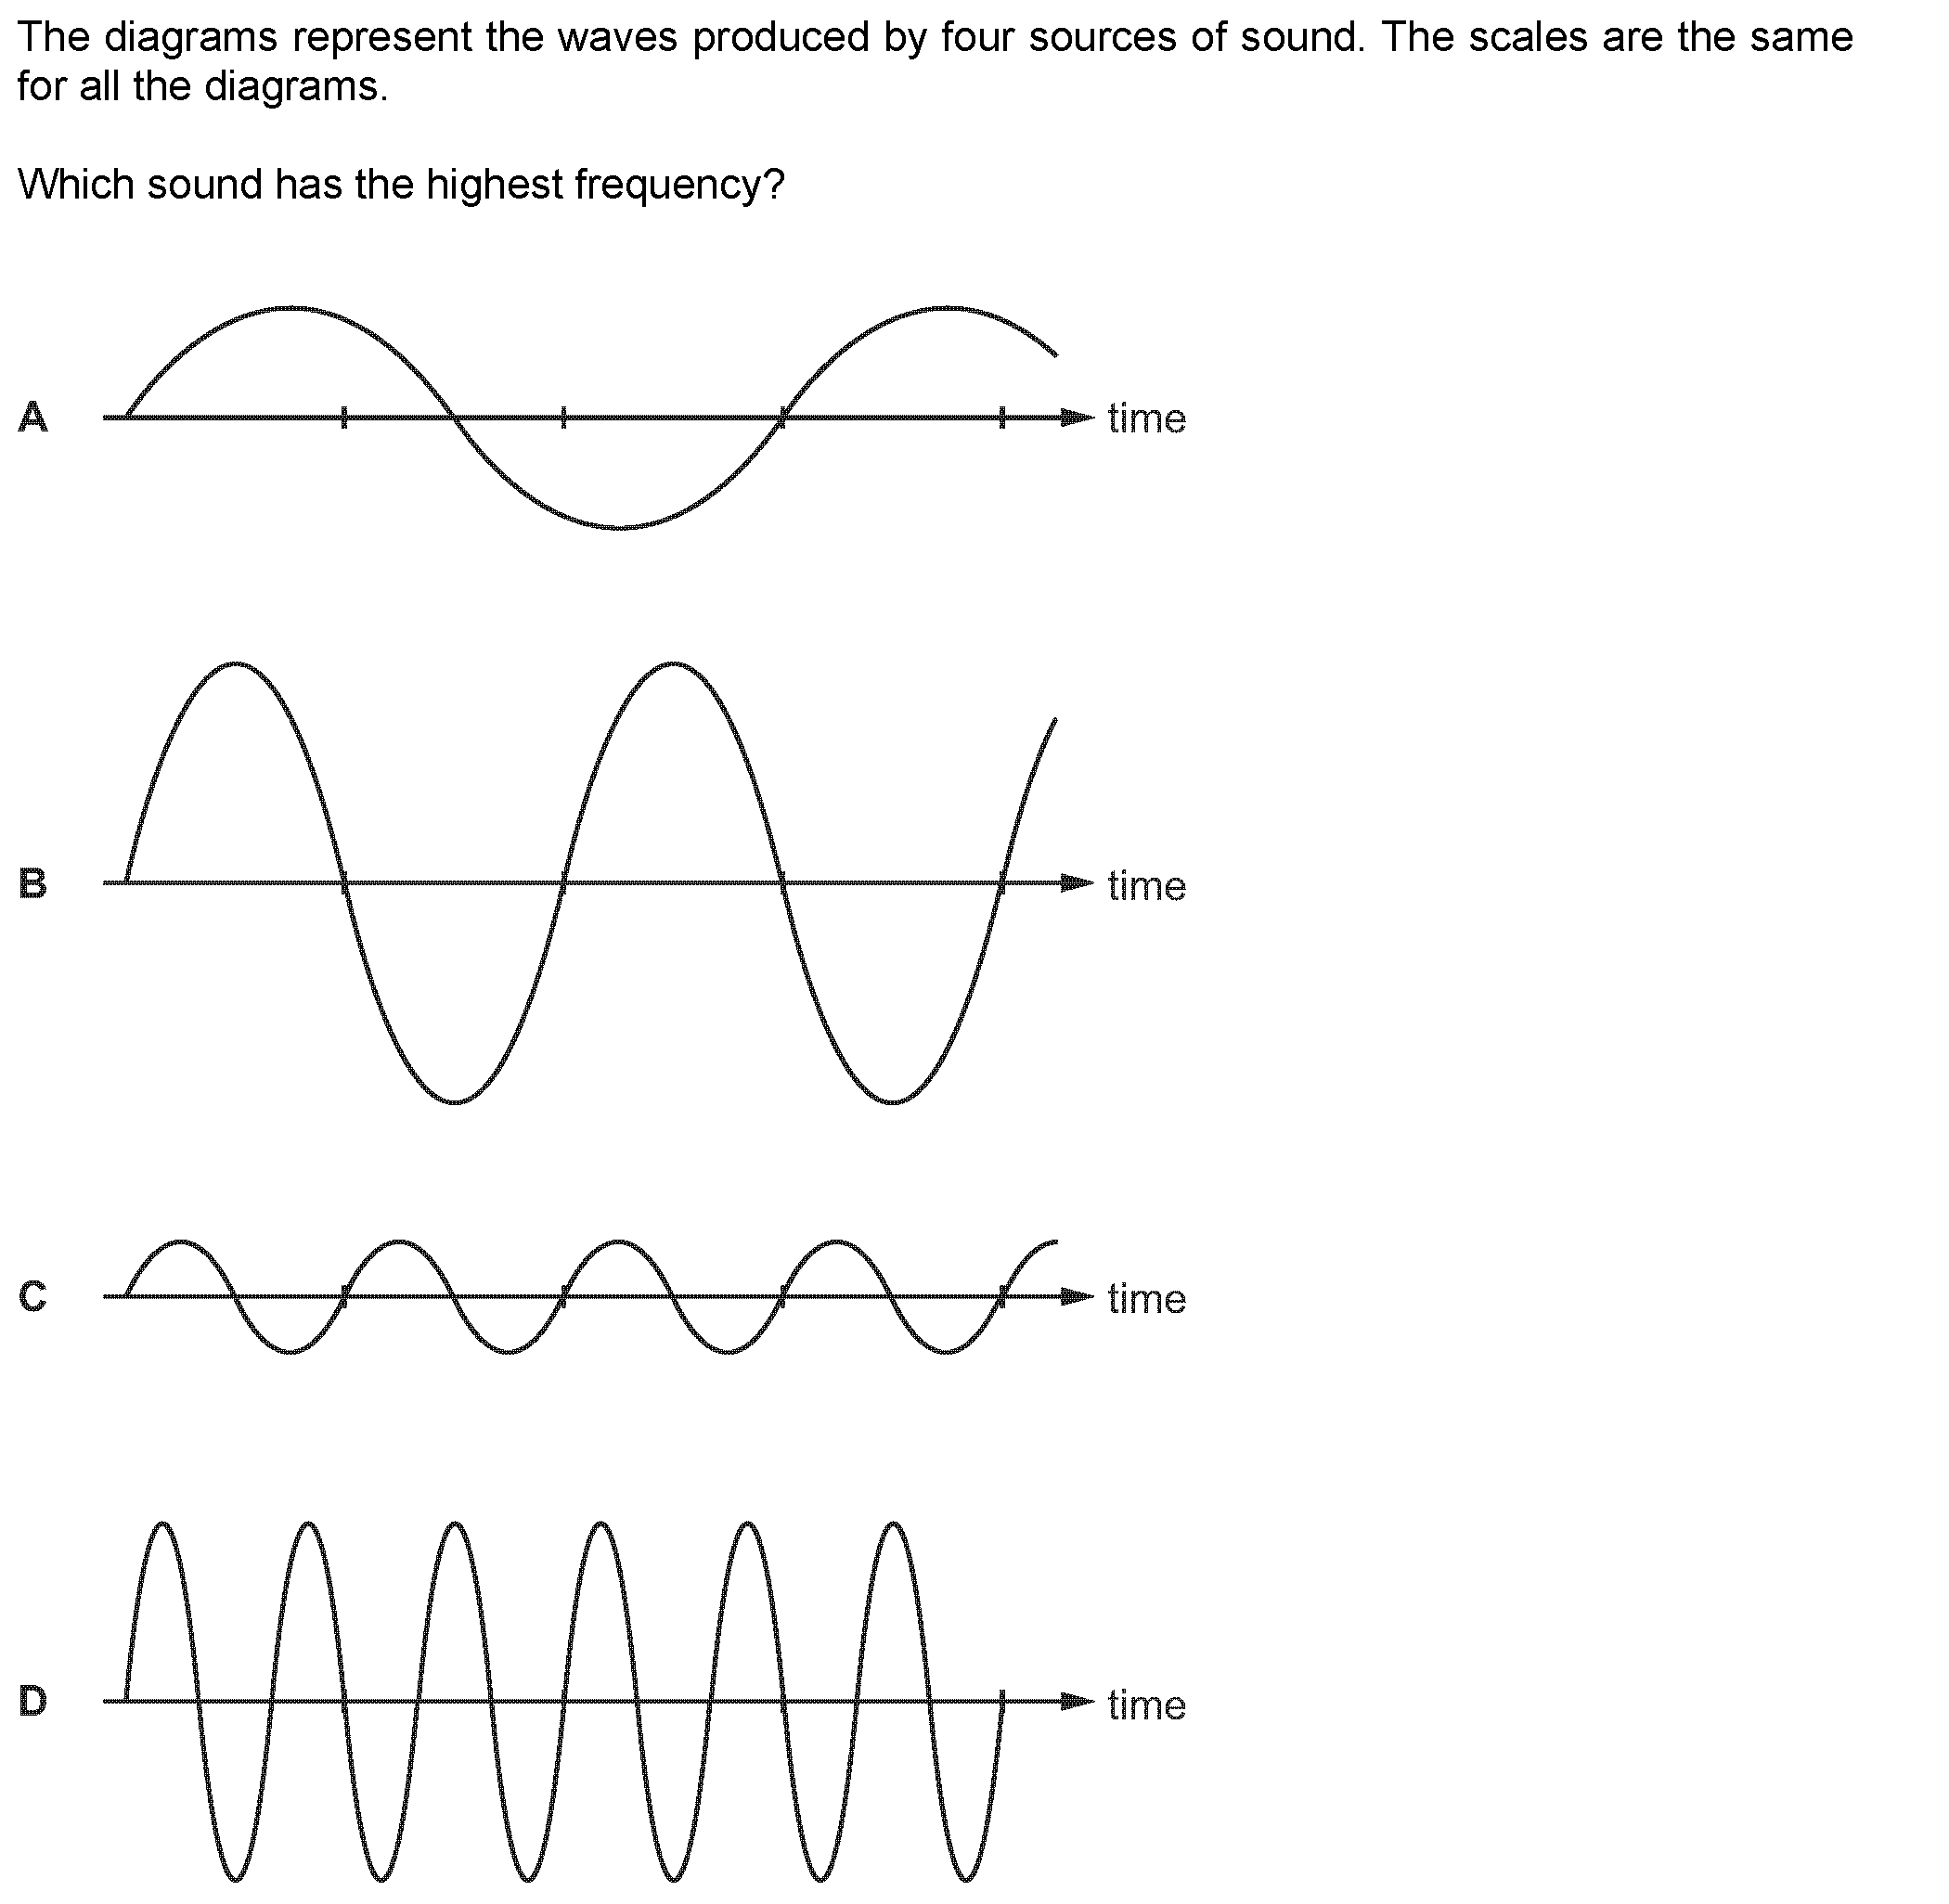 The diagrams represent the waves produced by four sources of sound. The scales are the same
for all the diagrams.
Which sound has the highest frequency?
A time
B time
C time
D time